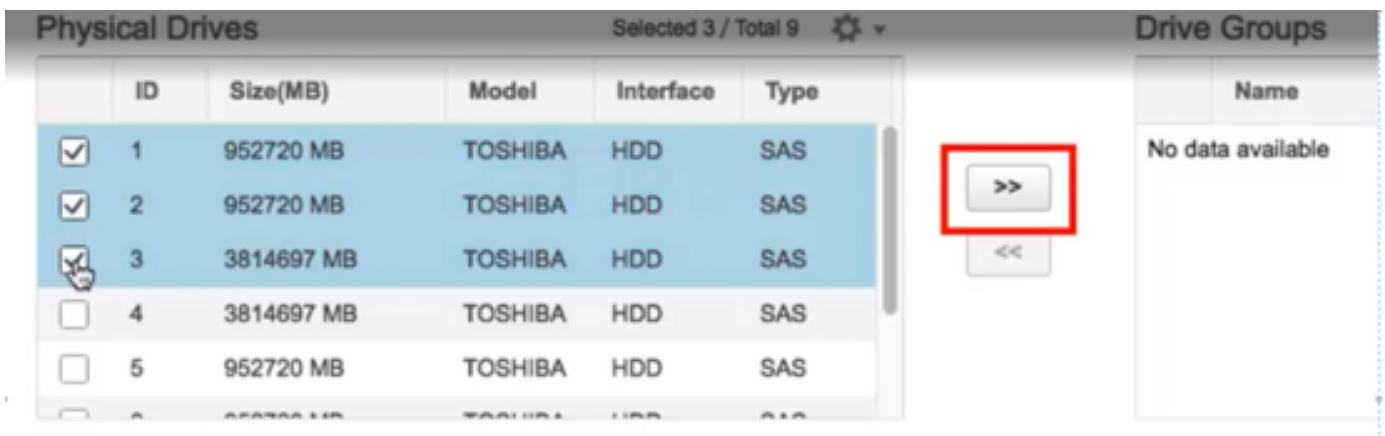 Physical Drives Selected 3 / Total 9 Drive Groups
ID Size(MB) Model Interface Type Name
1 952720 MB TOSHIBA HDD SAS No data available
2 952720 MB TOSHIBA HDD SAS >>
3 3814697 MB TOSHIBA HDD SAS <<
4 3814697 MB TOSHIBA HDD SAS
5 952720 MB TOSHIBA HDD SAS